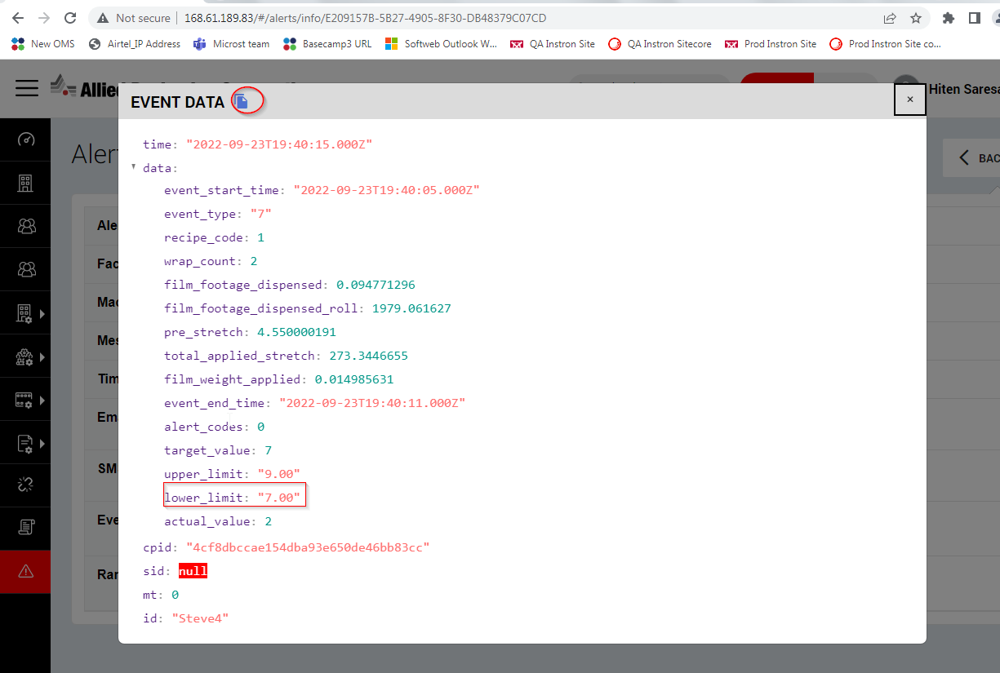 Not secure | 168.61.189.83/#/alerts/info/E209157B-5B27-4905-8F30-DB48379C07CD
New OMS Airtel_IP Address Microst team Basecamp3 URL Softweb Outlook W... QA Instron Site QA Instron Sitecore Prod Instron Site Prod Instron Site co...
Allied
Hiten Saresa
EVENT DATA
×
Alert
BAC
time: "2022-09-23T19:40:15.000Z"
data:
event_start_time: "2022-09-23T19:40:05.000Z"
event_type: "7"
recipe_code: 1
wrap_count: 2
film_footage_dispensed: 0.094771296
film_footage_dispensed_roll: 1979.061627
pre_stretch: 4.550000191
total_applied_stretch: 273.3446655
film_weight_applied: 0.014985631
event_end_time: "2022-09-23T19:40:11.000Z"
alert_codes: 0
target_value: 7
upper_limit: "9.00"
lower_limit: "7.00"
actual_value: 2
cpid: "4cf8dbccae154dba93e650de46bb83cc"
sid: null
mt: 0
id: "Steve4"
Ale
Fac
Mac
Mes
Tim
Em
SM
Eve
Ran